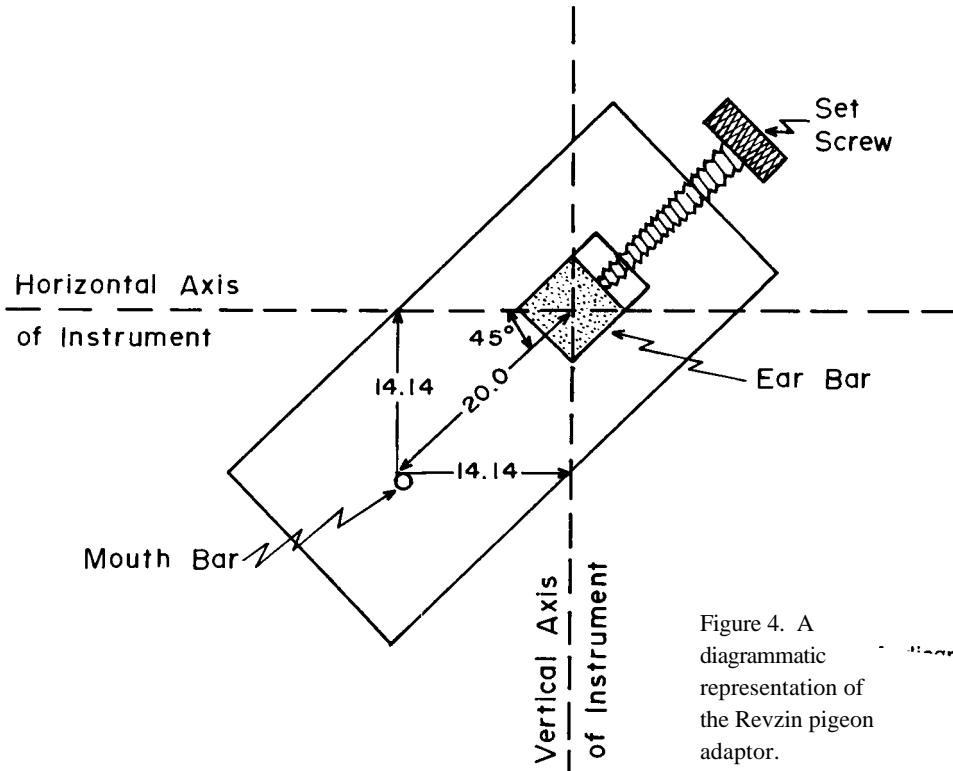 Set
Screw
Horizontal Axis
of Instrument
45°
14.14
20.0
Ear Bar
14.14
Mouth Bar
Vertical Axis
of Instrument
Figure 4. A
diagrammatic
representation of
the Revzin pigeon
adaptor.